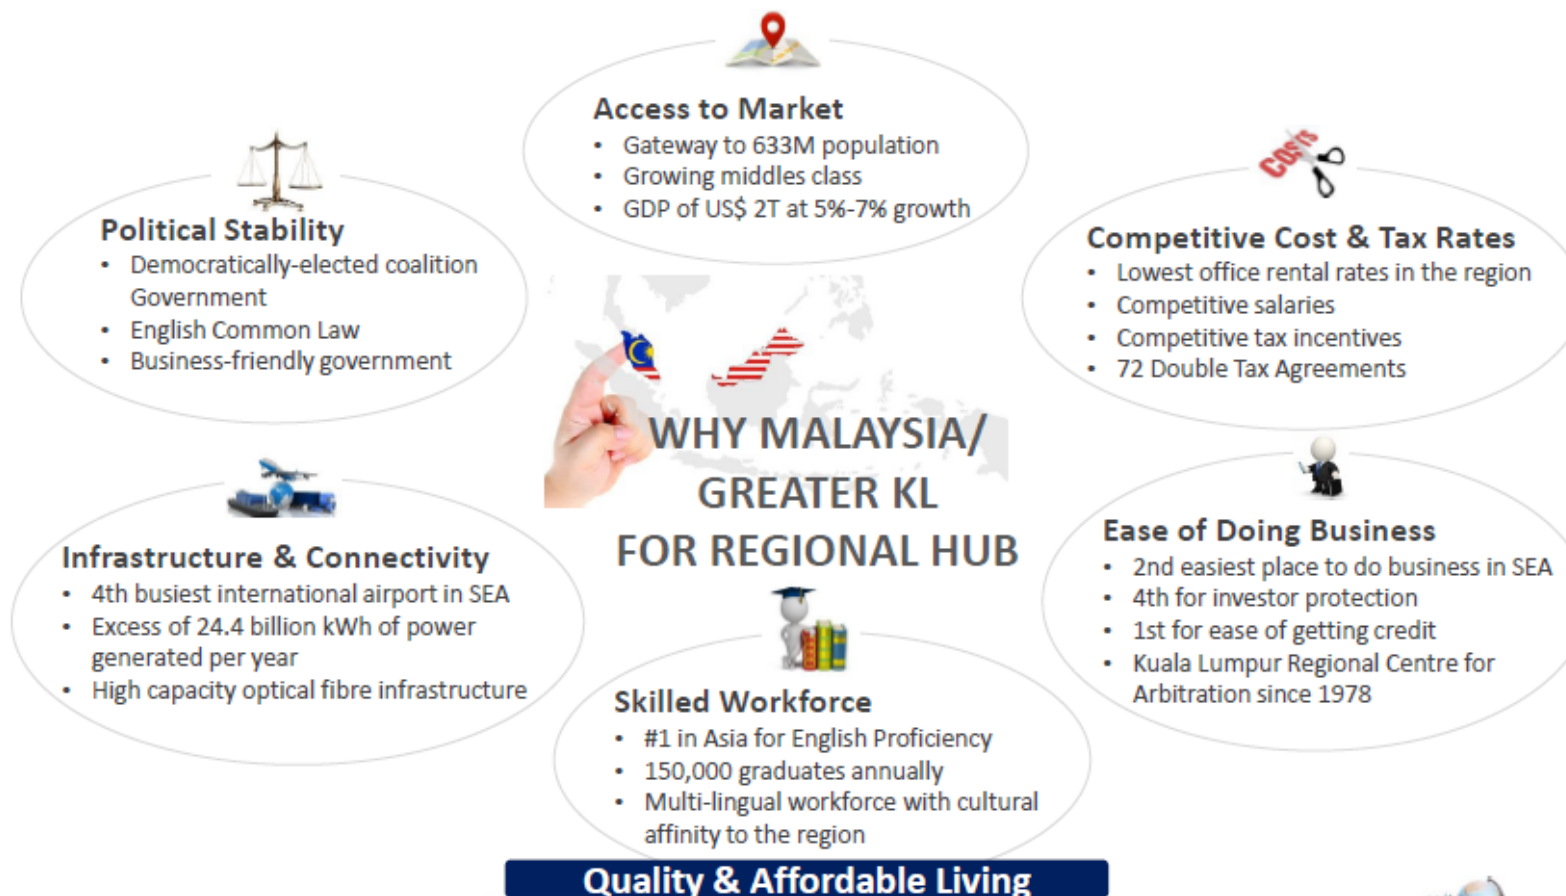 Access to Market
• Gateway to 633M population
• Growing middles class
• GDP of US$ 2T at 5%-7% growth
COSTS
Political Stability
• Democratically-elected coalition
Government
• English Common Law
• Business-friendly government
Competitive Cost & Tax Rates
• Lowest office rental rates in the region
• Competitive salaries
• Competitive tax incentives
• 72 Double Tax Agreements
WHY MALAYSIA/
GREATER KL
FOR REGIONAL HUB
Infrastructure & Connectivity
• 4th busiest international airport in SEA
• Excess of 24.4 billion kWh of power
generated per year
• High capacity optical fibre infrastructure
Ease of Doing Business
• 2nd easiest place to do business in SEA
• 4th for investor protection
• 1st for ease of getting credit
• Kuala Lumpur Regional Centre for
Arbitration since 1978
Skilled Workforce
• #1 in Asia for English Proficiency
• 150,000 graduates annually
• Multi-lingual workforce with cultural
affinity to the region
Quality & Affordable Living